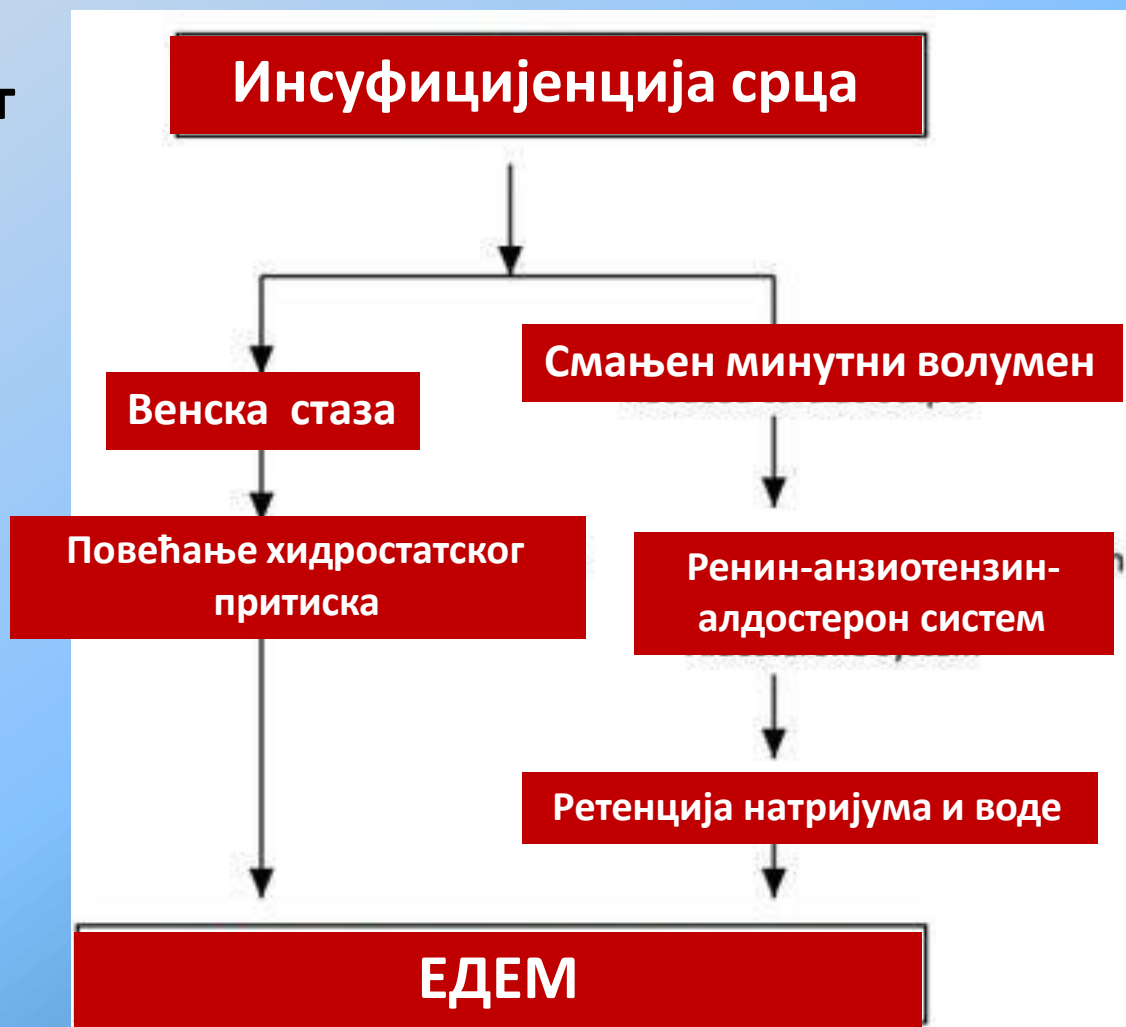 Инсуфицијенција срца
Смањен минутни волумен
Венска стаза
Повећање хидростатског
притиска
Ренин-анзиотензин-
алдостерон систем
Ретенција натријума и воде
ЕДЕМ